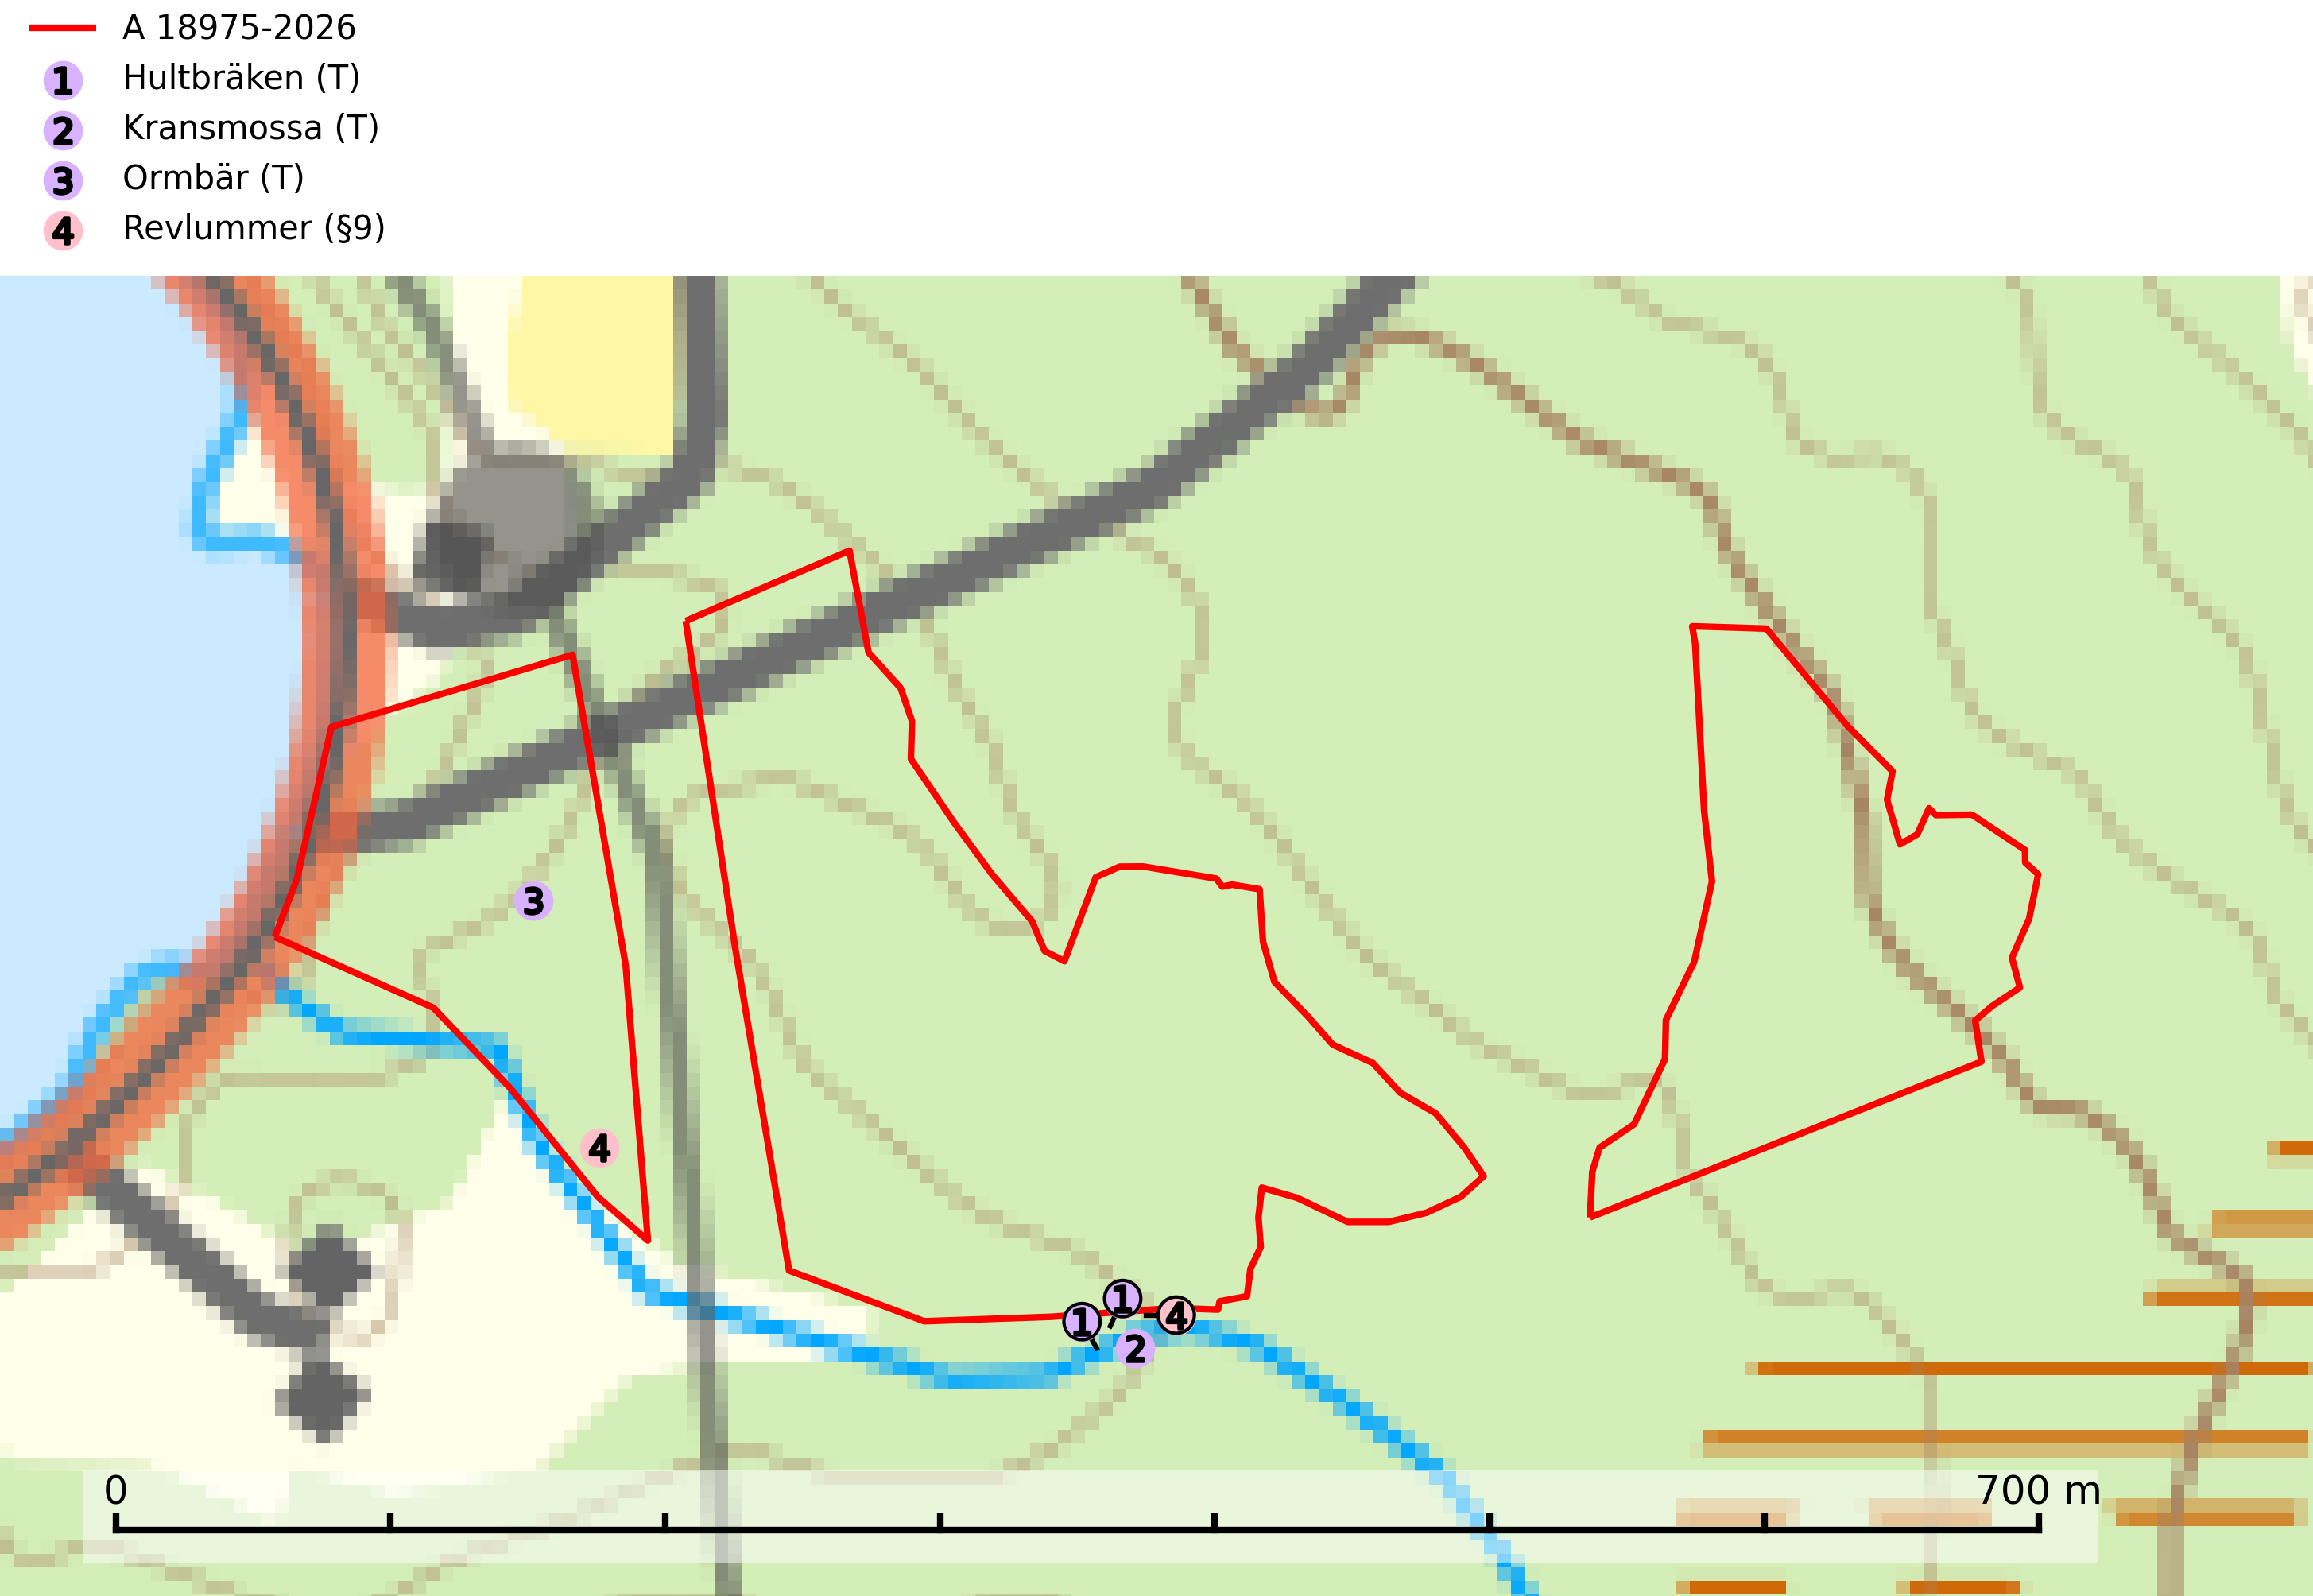 A 18975-2026
1 Hultbräken (T)
2 Kransmossa (T)
3 Ormbär (T)
4 Revlummer (§9)
3
4
1
1
4
2
0
700 m